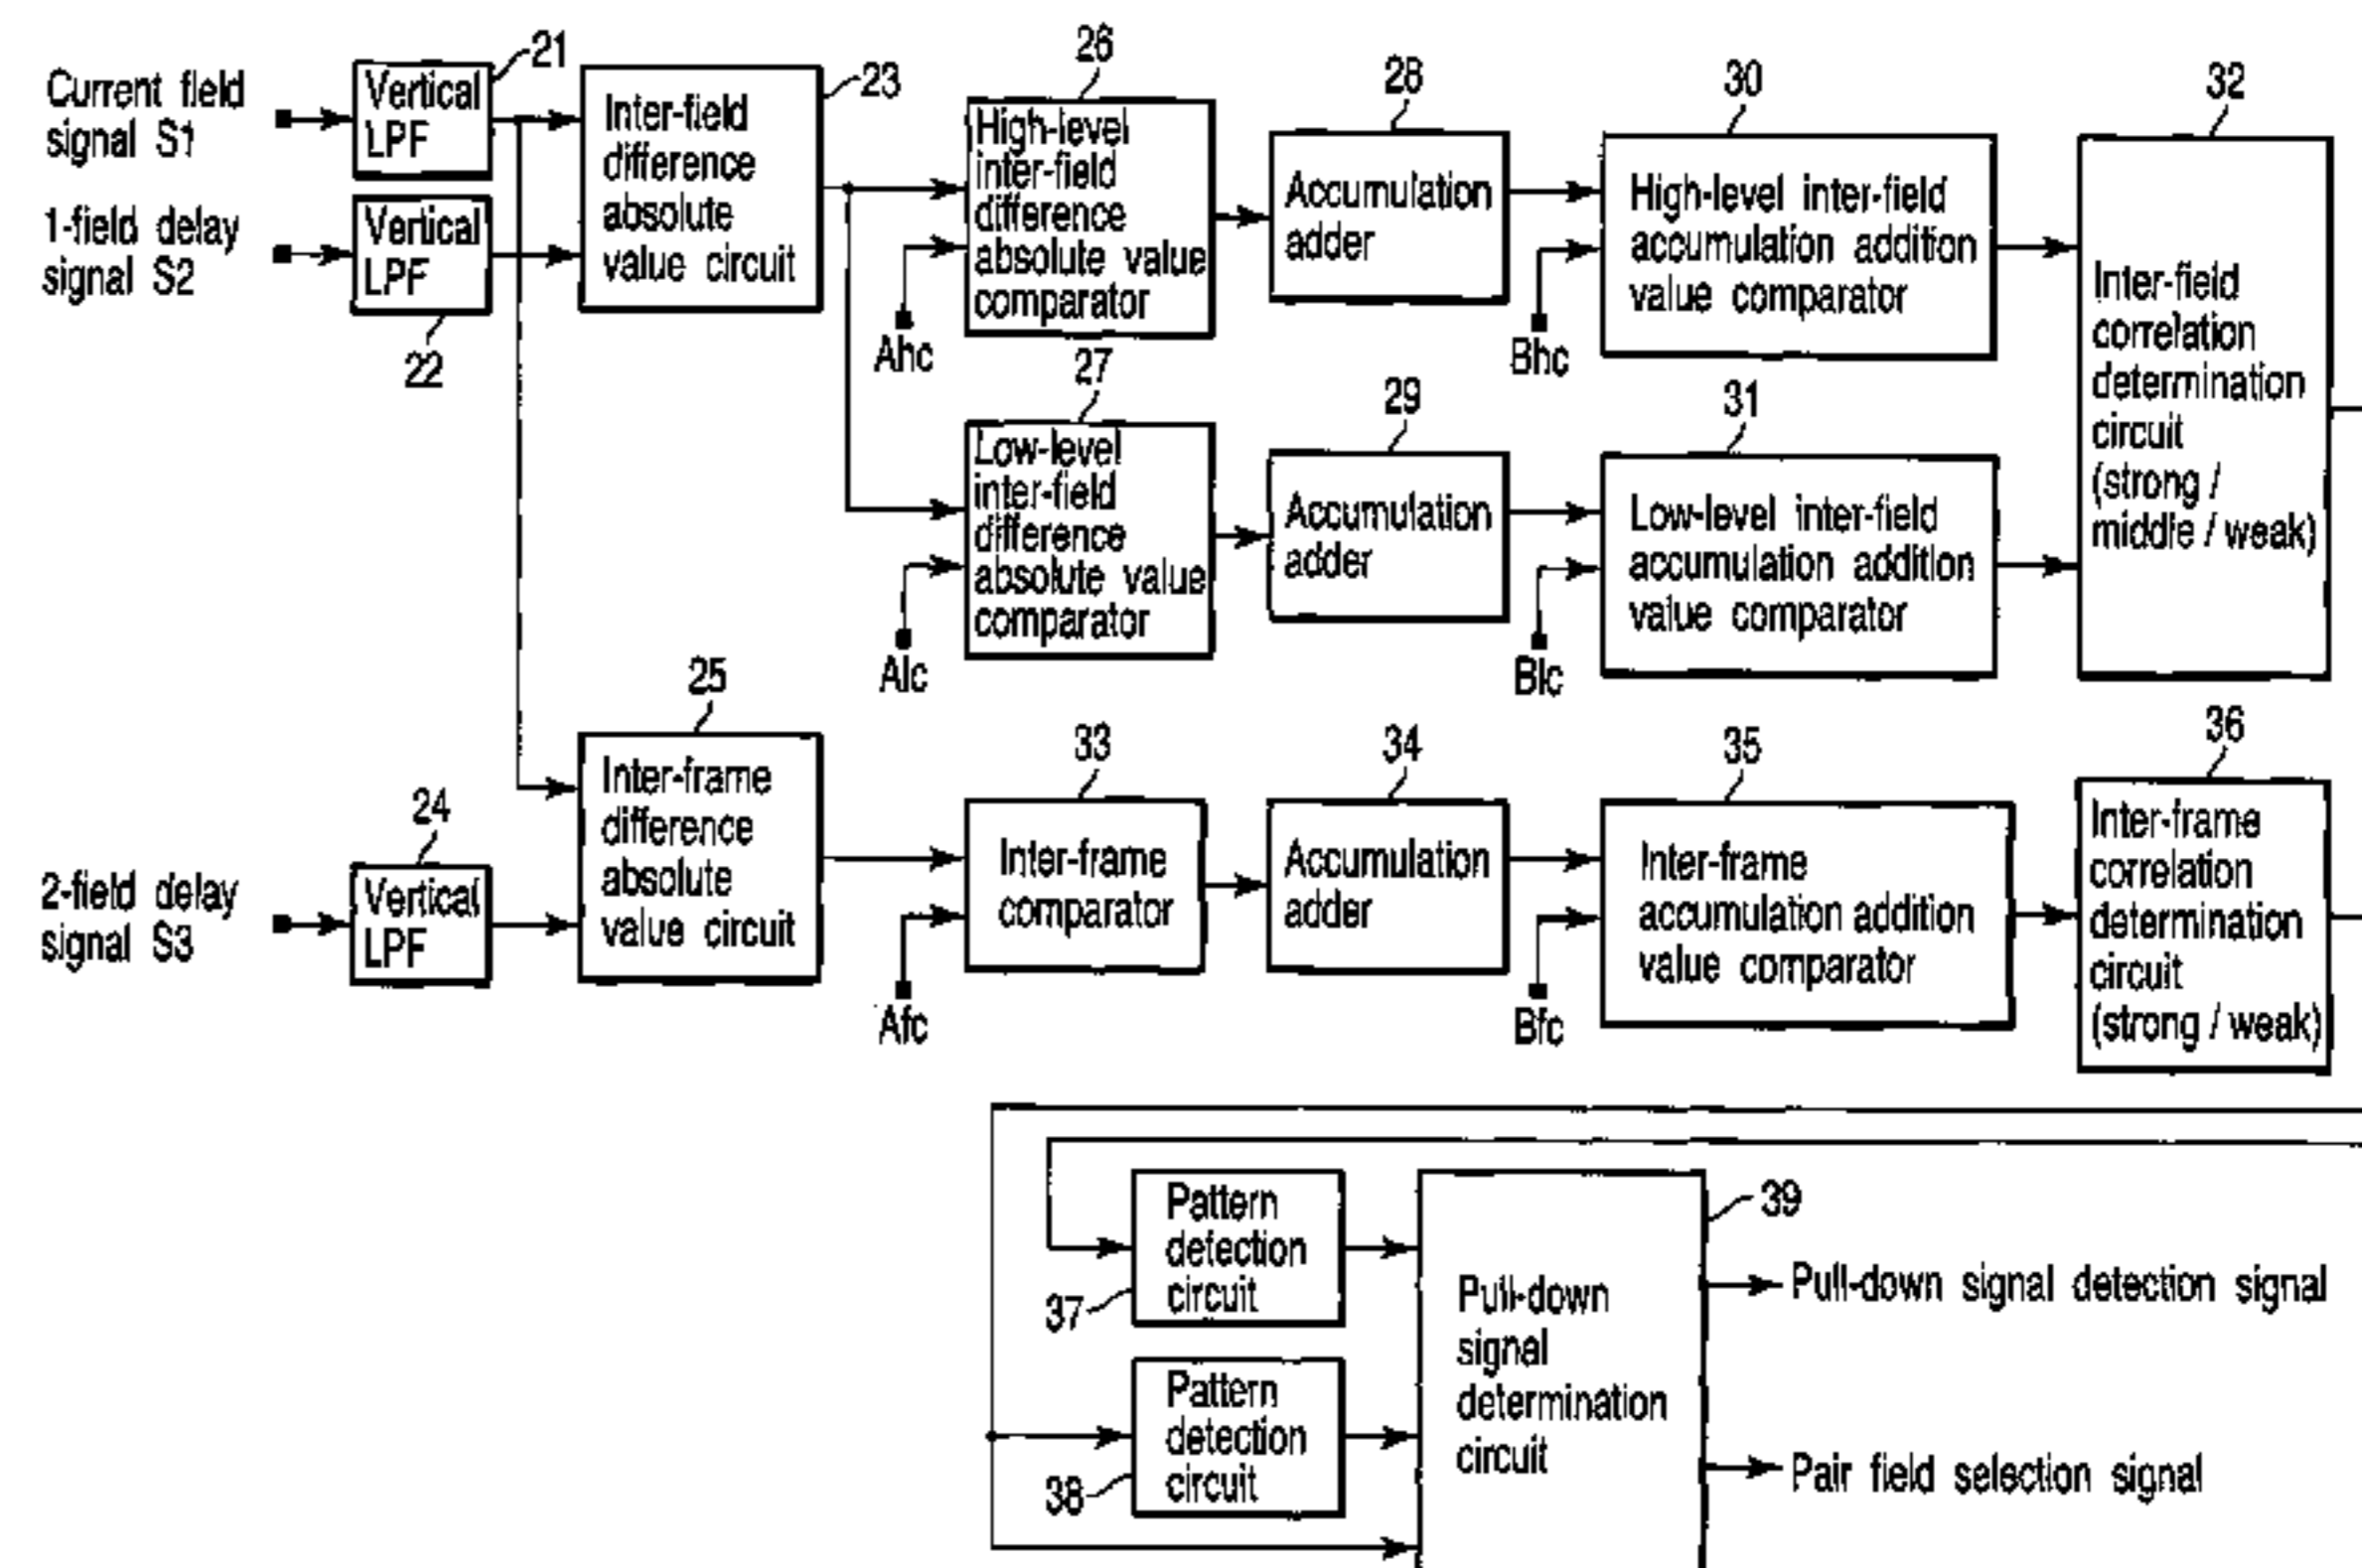 Current field
signal S1
21
Vertical
LPF
1-field delay
signal S2
Vertical
LPF
22
23
Inter-field
difference
absolute
value circuit
26
High-level
inter-field
difference
absolute value
comparator
Ahc
28
Accumulation
adder
30
High-level inter-field
accumulation addition
value comparator
Bhc
32
Inter-field
correlation
determination
circuit
(strong /
middle / weak)
27
Low-level
inter-field
difference
absolute value
comparator
Alc
29
Accumulation
adder
31
Low-level inter-field
accumulation addition
value comparator
Blc
2-field delay
signal S3
24
Vertical
LPF
25
Inter-frame
difference
absolute
value circuit
33
Inter-frame
comparator
Afc
34
Accumulation
adder
35
Inter-frame
accumulation addition
value comparator
Bfc
36
Inter-frame
correlation
determination
circuit
(strong / weak)
Pattern
detection
circuit
37
Pattern
detection
circuit
38
39
Pull-down
signal
determination
circuit
Pull-down signal detection signal
Pair field selection signal